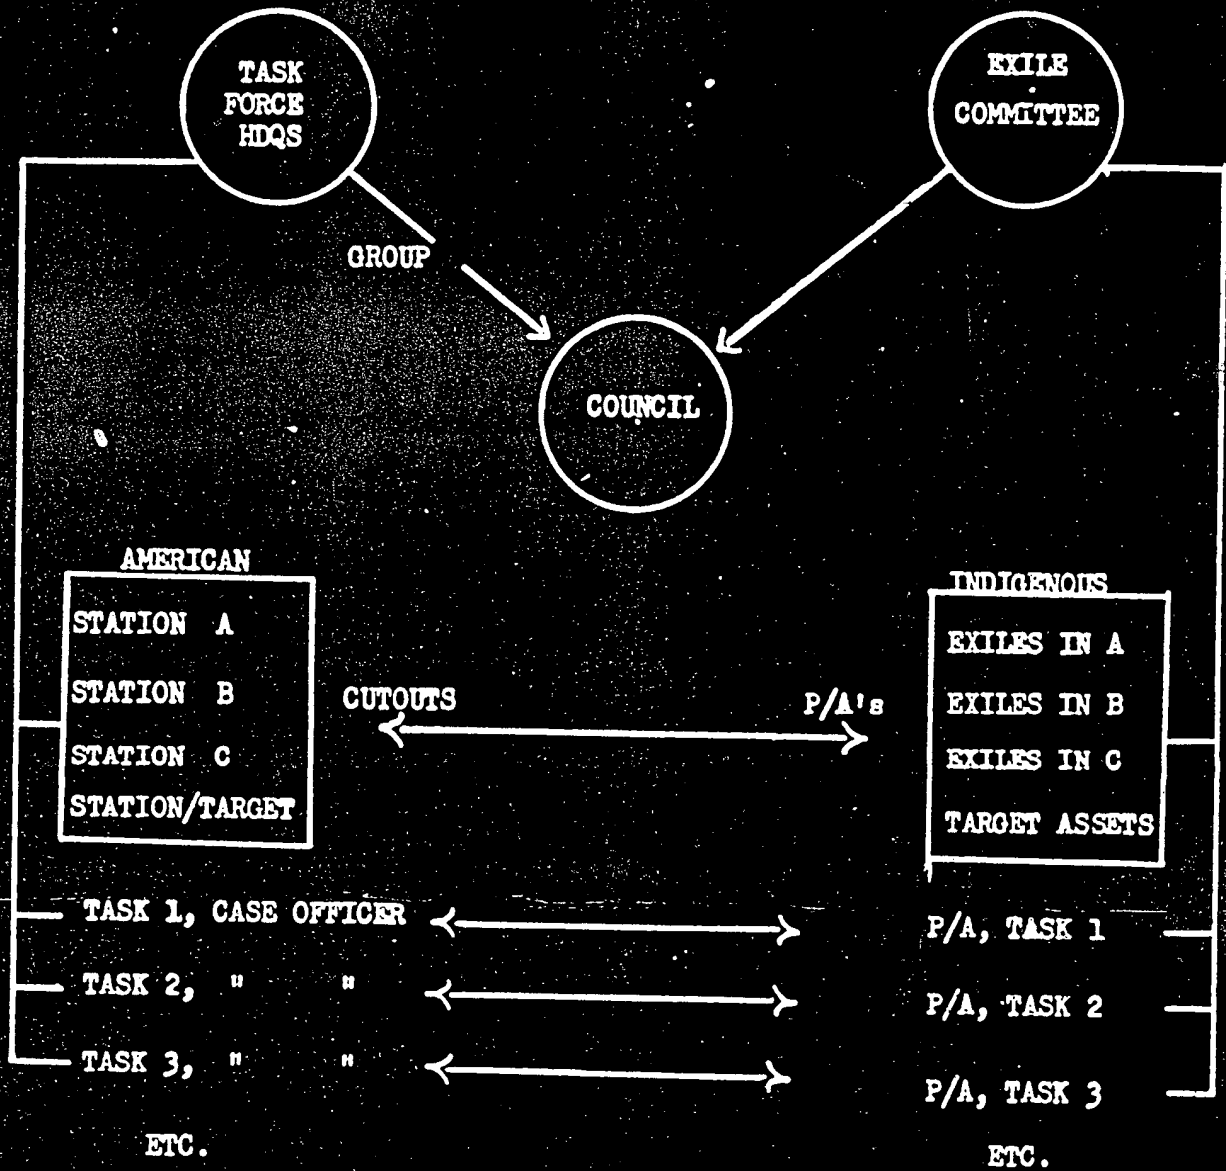 TASK
FORCE
HDQS
EXILE
COMMITTEE
GROUP
COUNCIL
AMERICAN
STATION A
STATION B
STATION C
STATION/TARGET
CUTOUTS
P/A's
INDIGENOUS
EXILES IN A
EXILES IN B
EXILES IN C
TARGET ASSETS
TASK 1, CASE OFFICER
P/A, TASK 1
TASK 2, " "
P/A, TASK 2
TASK 3, " "
P/A, TASK 3
ETC.
ETC.